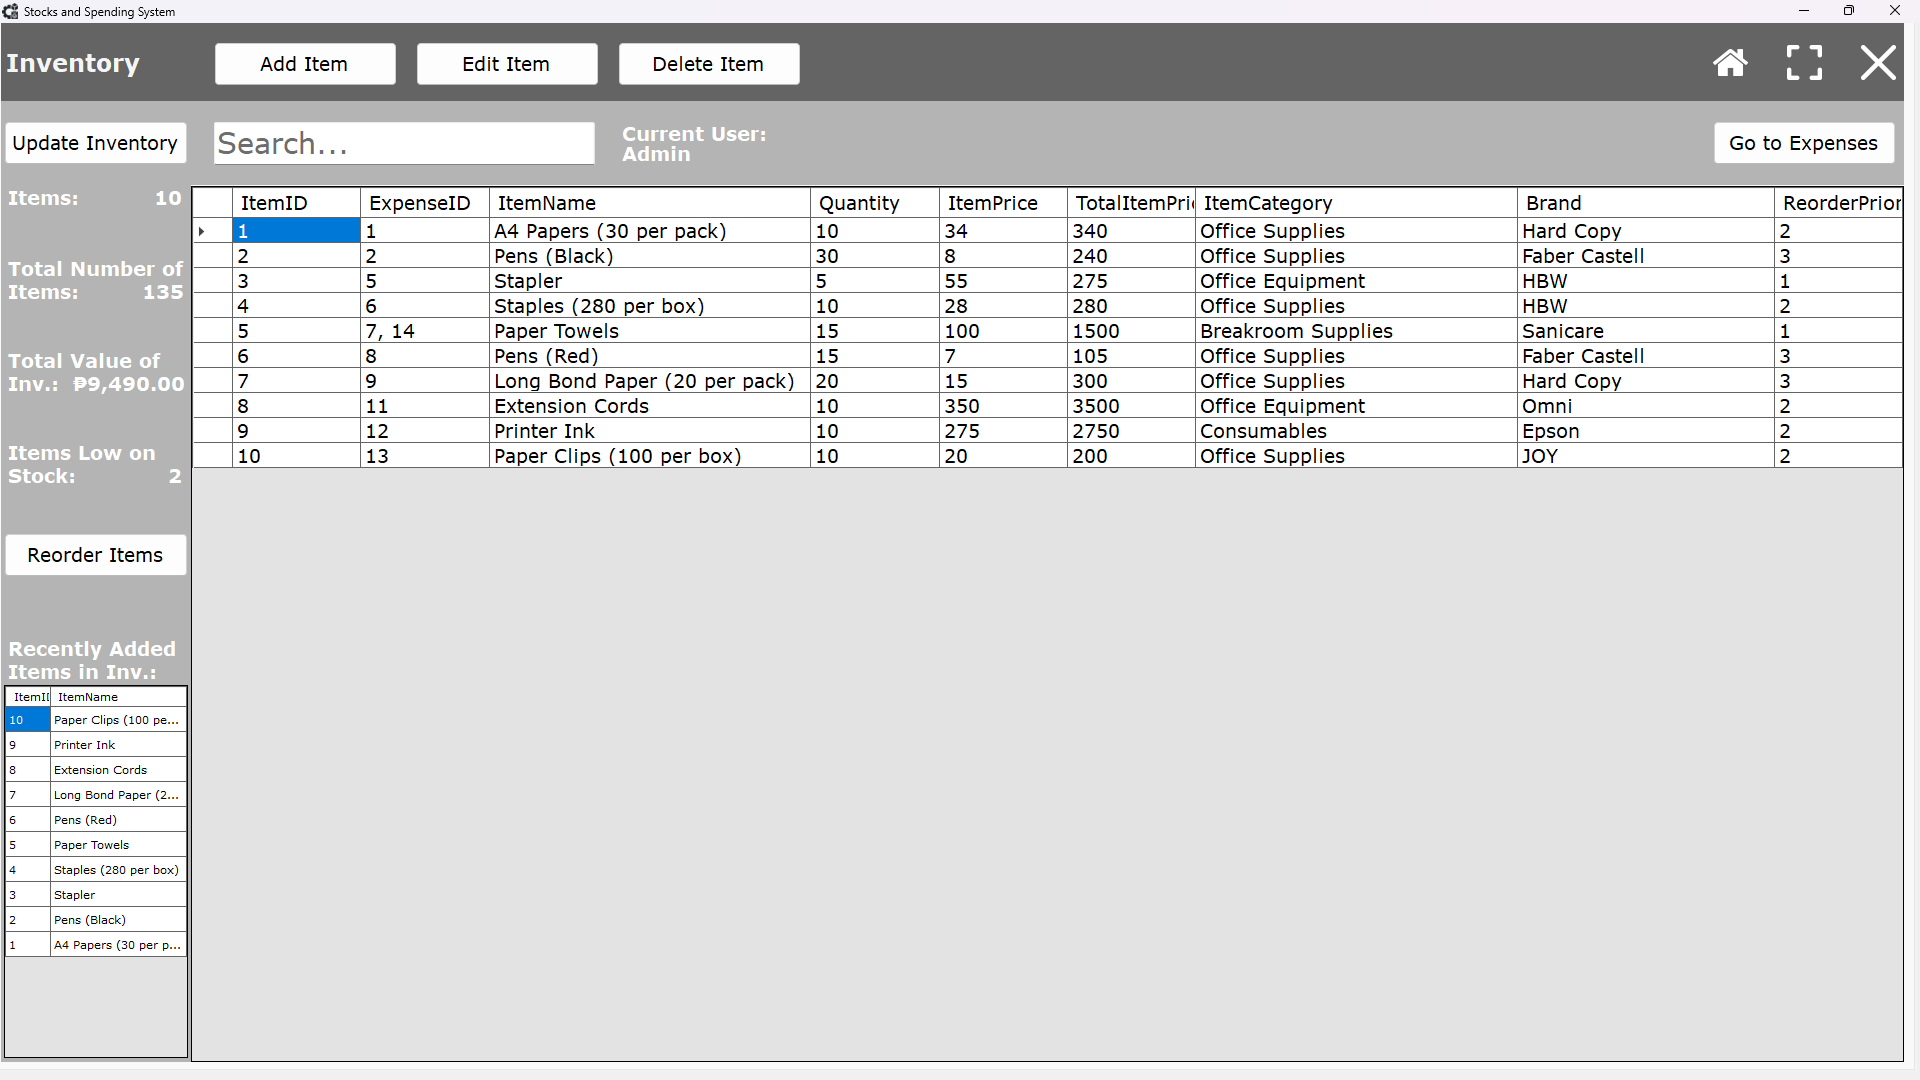 Stocks and Spending System
Inventory
Add Item
Edit Item
Delete Item
Update Inventory
Search...
Current User:
Admin
Go to Expenses
Items: 10
Total Number of
Items: 135
Total Value of
Inv.: ₱9,490.00
Items Low on
Stock: 2
Reorder Items
Recently Added
Items in Inv.:
ItemID ItemName
10 Paper Clips (100 pe...
9 Printer Ink
8 Extension Cords
7 Long Bond Paper (2...
6 Pens (Red)
5 Paper Towels
4 Staples (280 per box)
3 Stapler
2 Pens (Black)
1 A4 Papers (30 per p...
ItemID ExpenseID ItemName Quantity ItemPrice TotalItemPri ItemCategory Brand ReorderPrior
1 1 A4 Papers (30 per pack) 10 34 340 Office Supplies Hard Copy 2
2 2 Pens (Black) 30 8 240 Office Supplies Faber Castell 3
3 5 Stapler 5 55 275 Office Equipment HBW 1
4 6 Staples (280 per box) 10 28 280 Office Supplies HBW 2
5 7, 14 Paper Towels 15 100 1500 Breakroom Supplies Sanicare 1
6 8 Pens (Red) 15 7 105 Office Supplies Faber Castell 3
7 9 Long Bond Paper (20 per pack) 20 15 300 Office Supplies Hard Copy 3
8 11 Extension Cords 10 350 3500 Office Equipment Omni 2
9 12 Printer Ink 10 275 2750 Consumables Epson 2
10 13 Paper Clips (100 per box) 10 20 200 Office Supplies JOY 2